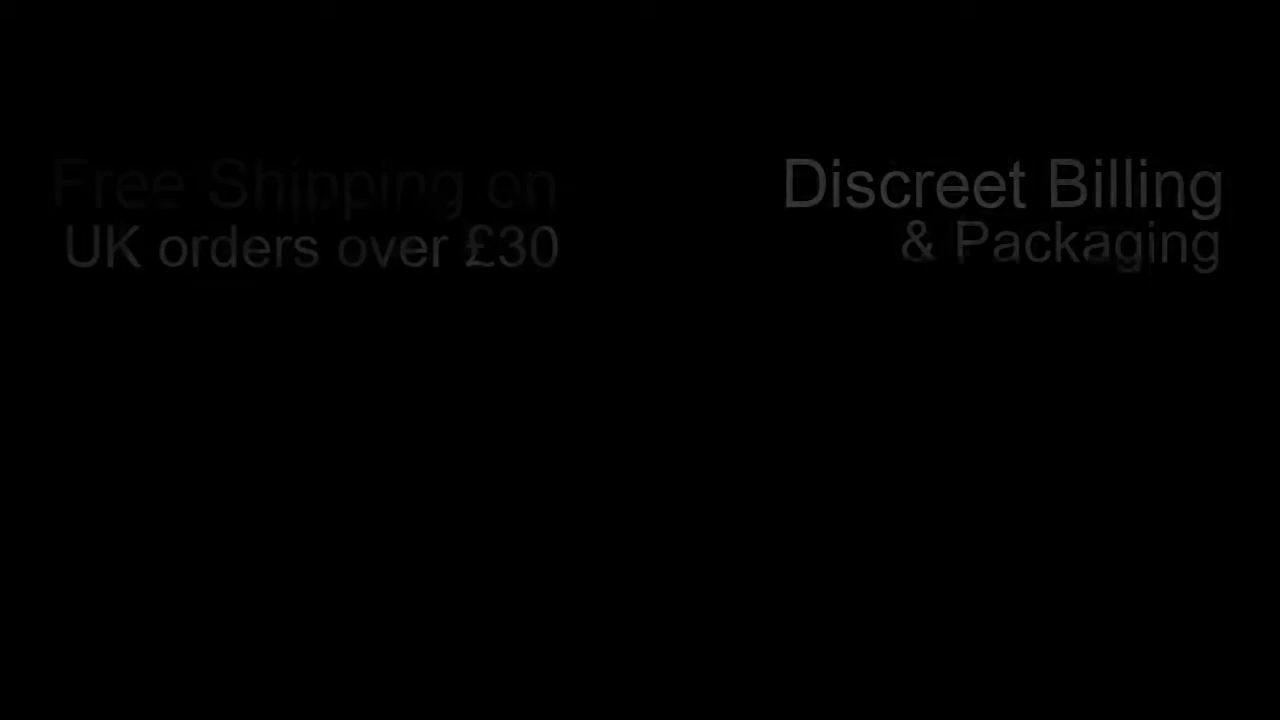 Free Shipping on
UK orders over £30
Discreet Billing
& Packaging